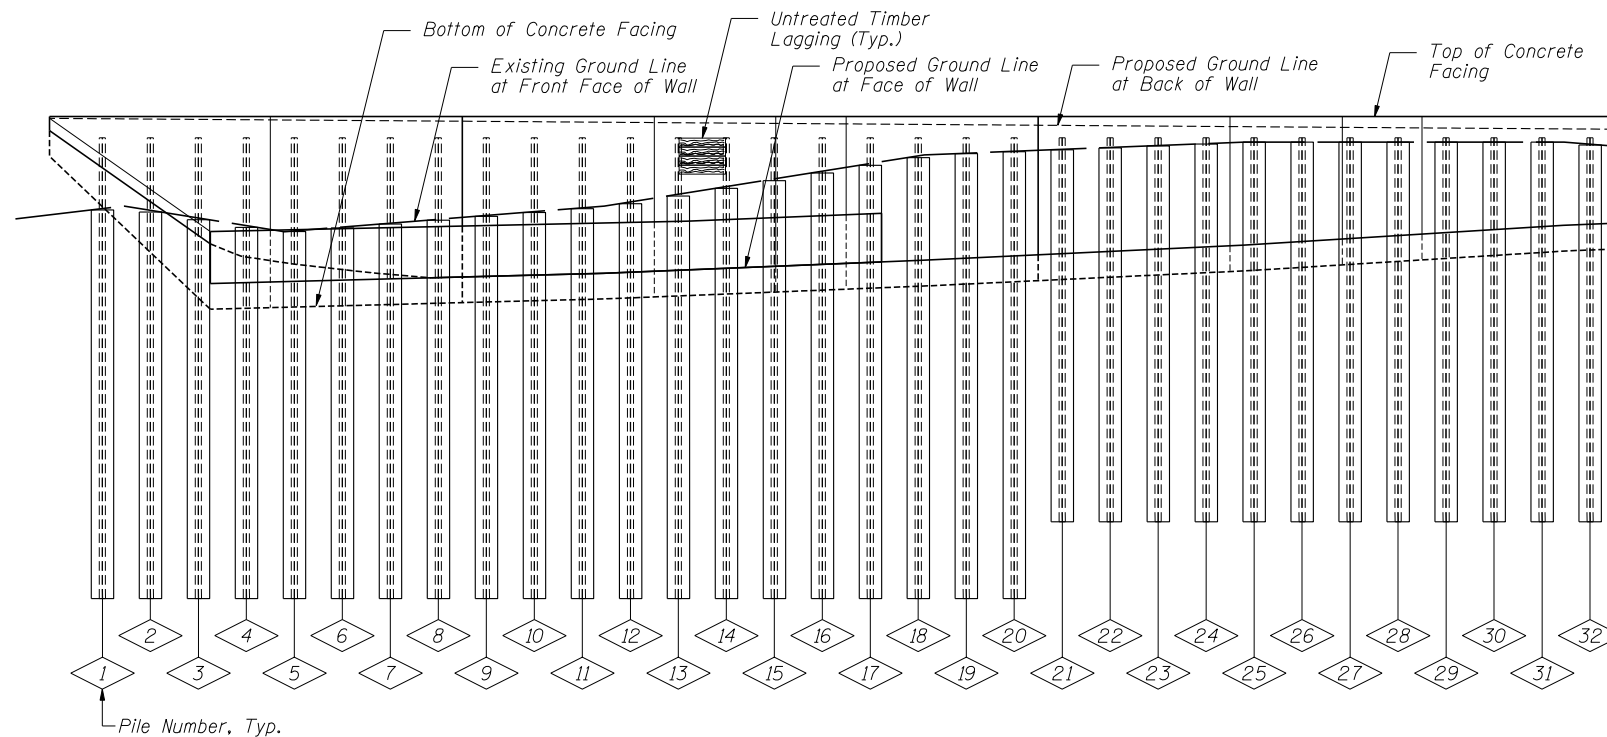 Untreated Timber
Lagging (Typ.)
Bottom of Concrete Facing
Top of Concrete
Facing
Existing Ground Line
at Front Face of Wall
Proposed Ground Line
at Face of Wall
Proposed Ground Line
at Back of Wall
2
4
6
8
10
12
14
16
18
20
22
24
26
28
30
32
1
3
5
7
9
11
13
15
17
19
21
23
25
27
29
31
Pile Number, Typ.